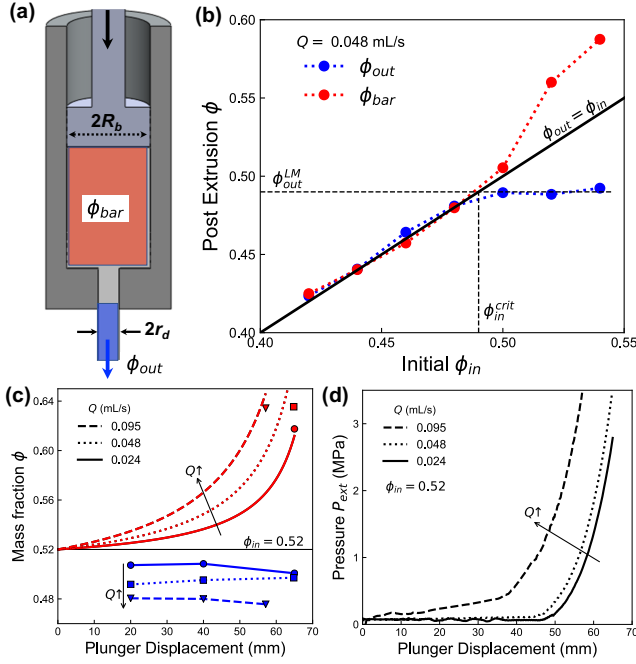 (a)
2R_b
ϕ_bar
2r_d
ϕ_out
(b)
Q = 0.048 mL/s
ϕ_out
ϕ_bar
ϕ_out = ϕ_in
ϕ_out^LM
ϕ_in^crit
Post Extrusion ϕ
0.60
0.55
0.50
0.45
0.40
0.40
0.45
0.50
0.55
Initial ϕ_in
(c)
Q (mL/s)
0.095
0.048
0.024
Q↑
ϕ_in = 0.52
Q↑
Mass fraction ϕ
0.64
0.60
0.56
0.52
0.48
0 10 20 30 40 50 60 70
Plunger Displacement (mm)
(d)
Q (mL/s)
0.095
0.048
0.024
ϕ_in = 0.52
Q↑
Pressure P_ext (MPa)
3
2
1
0
0 10 20 30 40 50 60 70
Plunger Displacement (mm)